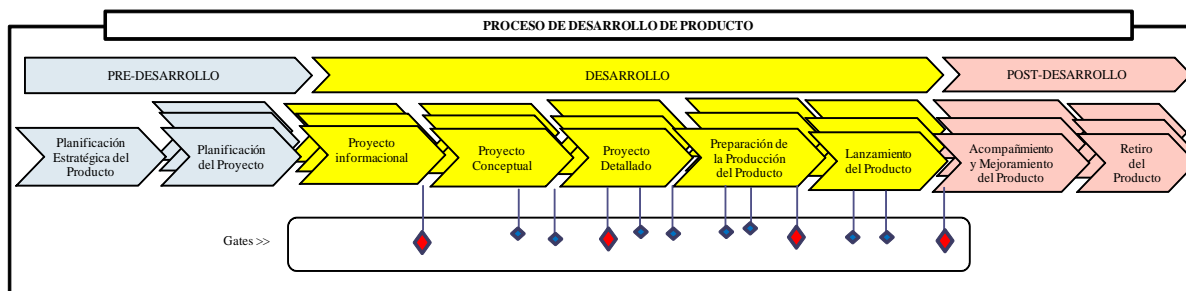 PROCESO DE DESARROLLO DE PRODUCTO
PRE-DESARROLLO
DESARROLLO
POST-DESARROLLO
Planificación
Estratégica del
Producto
Planificación
del Proyecto
Proyecto
informacional
Proyecto
Conceptual
Proyecto
Detallado
Preparación de
la Producción
del Producto
Lanzamiento
del Producto
Acompañimiento
y Mejoramiento
del Producto
Retiro
del
Producto
Gates >>